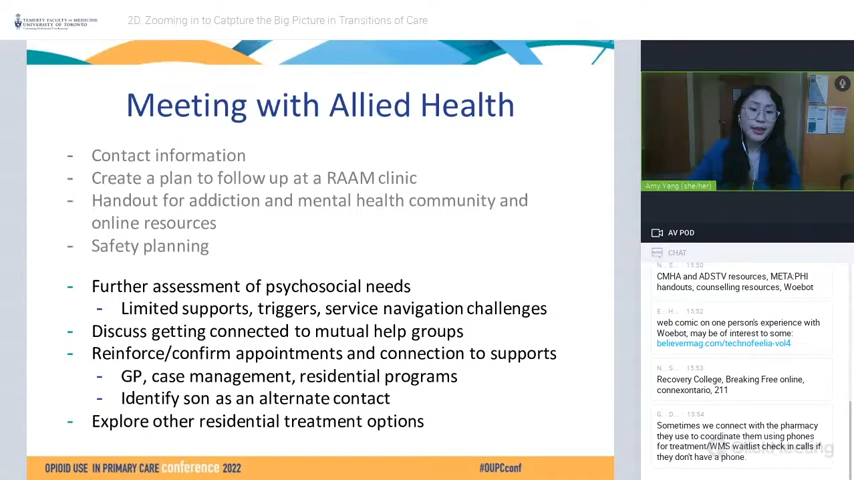 TEMERTY FACULTY OF MEDICINE
UNIVERSITY OF TORONTO
2D. Zooming in to Catpture the Big Picture in Transitions of Care
Meeting with Allied Health
- Contact information
- Create a plan to follow up at a RAAM clinic
- Handout for addiction and mental health community and
online resources
- Safety planning
- Further assessment of psychosocial needs
- Limited supports, triggers, service navigation challenges
- Discuss getting connected to mutual help groups
- Reinforce/confirm appointments and connection to supports
- GP, case management, residential programs
- Identify son as an alternate contact
- Explore other residential treatment options
OPIOID USE IN PRIMARY CARE conference 2022
#OUPCconf
Amy Yang (she/her)
AV POD
CHAT
N... E... 15:50
CMHA and ADSTV resources, META:PHI
handouts, counselling resources, Woebot
E... H... 15:52
web comic on one person's experience with
Woebot, may be of interest to some:
believermag.com/technofeelia-vol4
N... S... 15:53
Recovery College, Breaking Free online,
connexontario, 211
G... D... 15:54
Sometimes we connect with the pharmacy
they use to coordinate them using phones
for treatment/WMS waitlist check in calls if
they don't have a phone.